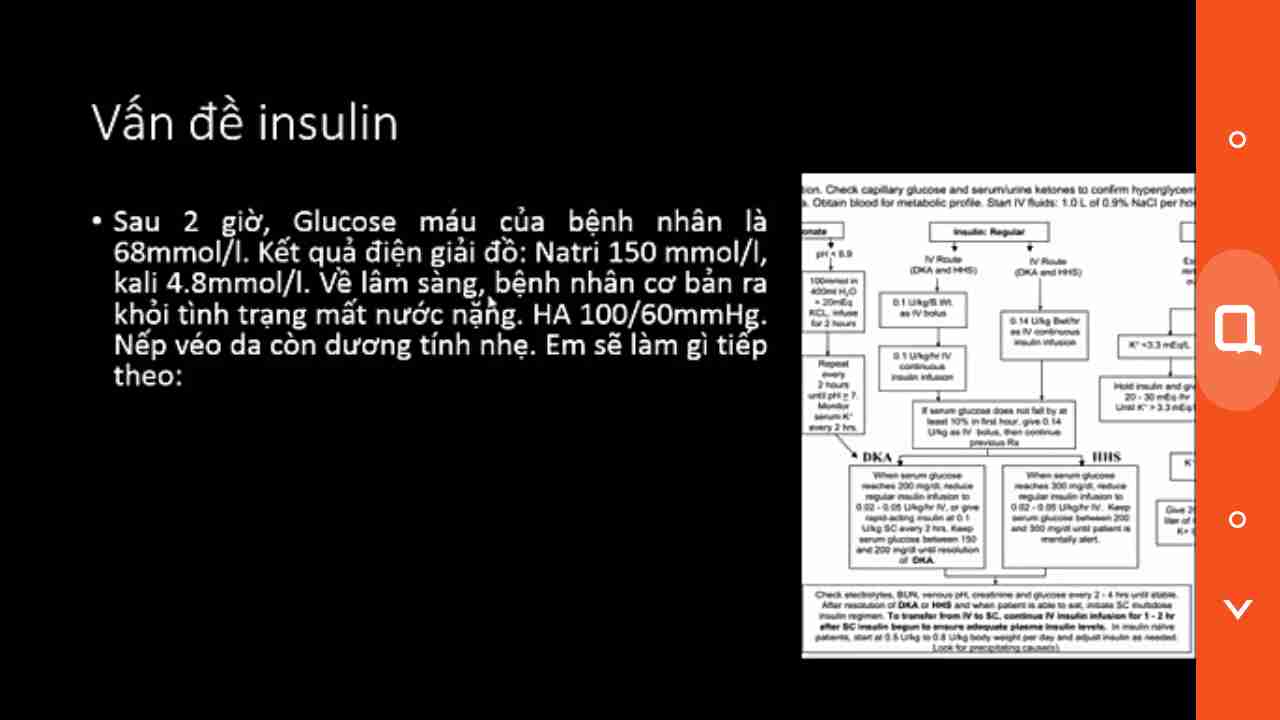 Vấn đề insulin
• Sau 2 giờ, Glucose máu của bệnh nhân là
68mmol/l. Kết quả điện giải đồ: Natri 150 mmol/l,
kali 4.8mmol/l. Về lâm sàng, bệnh nhân cơ bản ra
khỏi tình trạng mất nước nặng. HA 100/60mmHg.
Nếp véo da còn dương tính nhẹ. Em sẽ làm gì tiếp
theo:
tion. Check capillary glucose and serum/urine ketones to confirm hyperglycem
s. Obtain blood for metabolic profile. Start IV fluids: 1.0 L of 0.9% NaCl per ho
onate
pH < 6.9
100mmol in
400ml H₂O
+ 20mEq
KCL, infuse
for 2 hours
Repeat
every
2 hours
until pH ≥ 7.
Monitor
serum K⁺
every 2 hrs.
Insulin: Regular
IV Route
(DKA and HHS)
IV Route
(DKA and HHS)
0.1 U/kg/B Wt.
as IV bolus
0.1 U/kg/hr IV
continuous
insulin infusion
0.14 U/kg Bwt/hr
as IV continuous
insulin infusion
If serum glucose does not fall by at
least 10% in first hour, give 0.14
U/kg as IV bolus, then continue
previous Rx
DKA
HHS
When serum glucose
reaches 200 mg/dl, reduce
regular insulin infusion to
0.02 - 0.05 U/kg/hr IV, or give
rapid-acting insulin at 0.1
U/kg SC every 2 hrs. Keep
serum glucose between 150
and 200 mg/dl until resolution
of DKA.
When serum glucose
reaches 300 mg/dl, reduce
regular insulin infusion to
0.02 - 0.05 U/kg/hr IV. Keep
serum glucose between 200
and 300 mg/dl until patient is
mentally alert.
Es
K⁺ <3.3 mEq/L
Hold insulin and giv
20 - 30 mEq/hr
Until K⁺ > 3.3 mEq/
K⁺
Give 20
liter of
K+
Check electrolytes, BUN, venous pH, creatinine and glucose every 2 - 4 hrs until stable.
After resolution of DKA or HHS and when patient is able to eat, initiate SC multidose
insulin regimen. To transfer from IV to SC, continue IV insulin infusion for 1 - 2 hr
after SC insulin begun to ensure adequate plasma insulin levels. In insulin naive
patients, start at 0.5 U/kg to 0.8 U/kg body weight per day and adjust insulin as needed.
Look for precipitating cause(s).